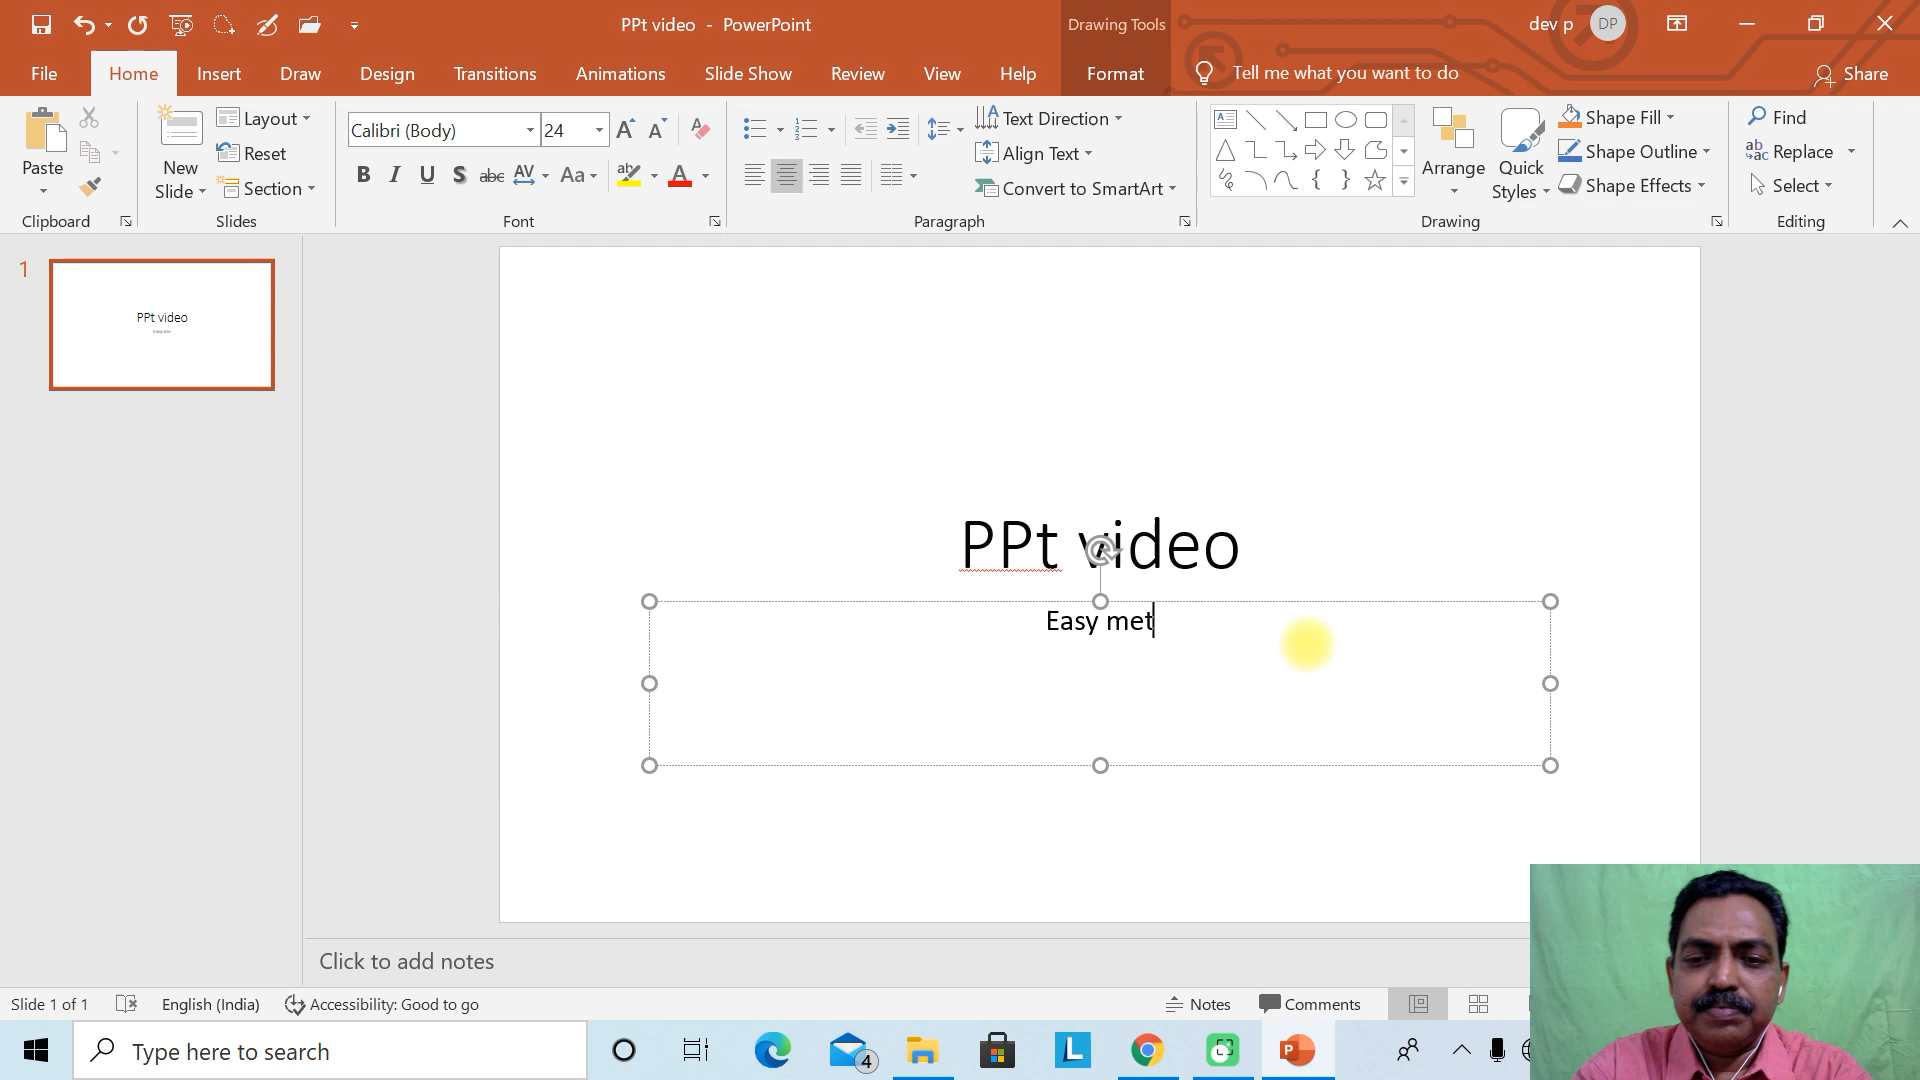 PPt video - PowerPoint
Drawing Tools
dev p
DP
File
Home
Insert
Draw
Design
Transitions
Animations
Slide Show
Review
View
Help
Format
Tell me what you want to do
Share
Paste
Clipboard
New
Slide
Layout
Reset
Section
Slides
Calibri (Body)
24
B I U S abc AV Aa A
Font
Text Direction
Align Text
Convert to SmartArt
Paragraph
Arrange
Quick
Styles
Shape Fill
Shape Outline
Shape Effects
Drawing
Find
Replace
Select
Editing
1
PPt video
PPt video
Easy met
Click to add notes
Slide 1 of 1
English (India)
Accessibility: Good to go
Notes
Comments
Type here to search
4